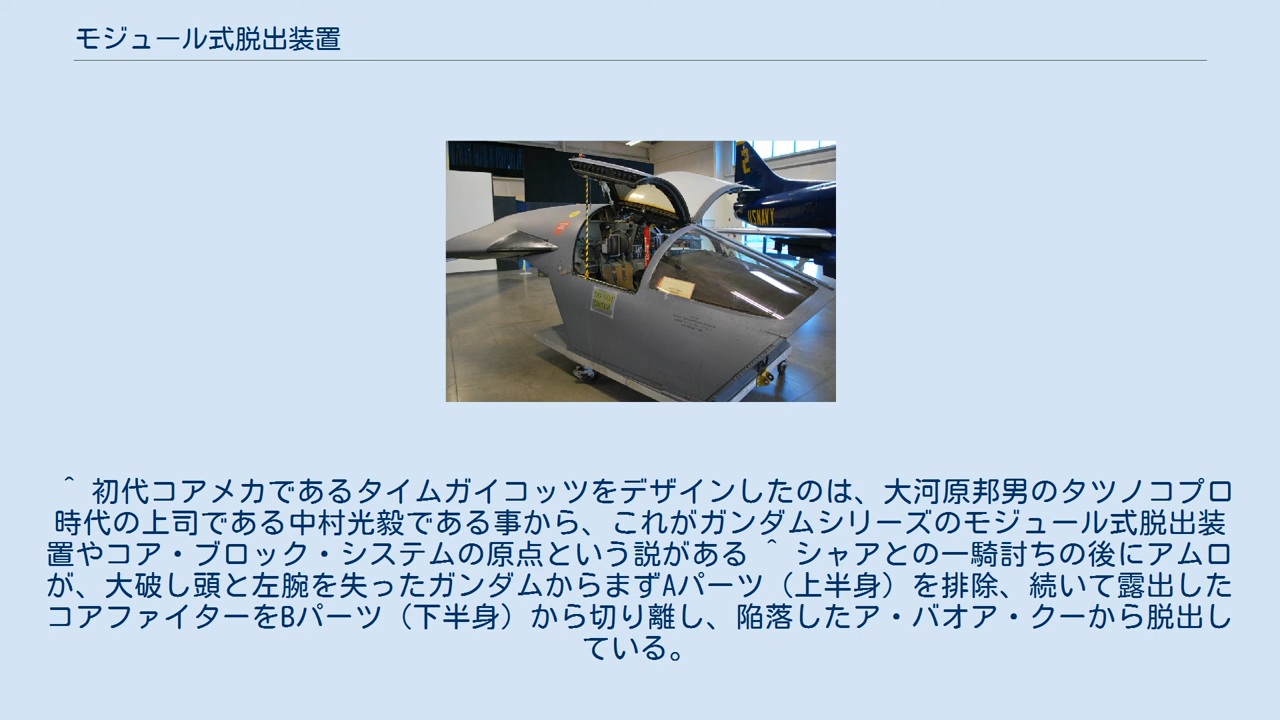 モジュール式脱出装置
2
U.S.NAVY
^ 初代コアメカであるタイムガイコッツをデザインしたのは、大河原邦男のタツノコプロ
時代の上司である中村光毅である事から、これがガンダムシリーズのモジュール式脱出装
置やコア・ブロック・システムの原点という説がある ^ シャアとの一騎討ちの後にアムロ
が、大破し頭と左腕を失ったガンダムからまずAパーツ（上半身）を排除、続いて露出した
コアファイターをBパーツ（下半身）から切り離し、陥落したア・バオア・クーから脱出し
ている。